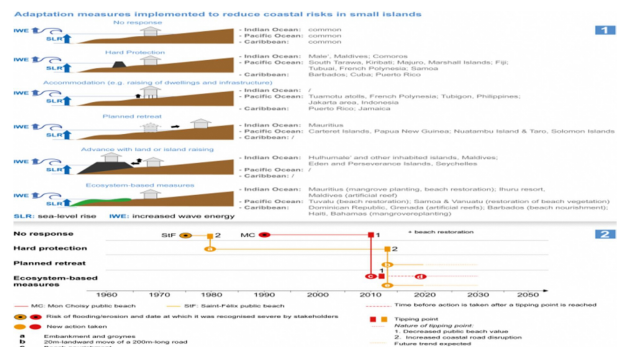 Adaptation measures implemented to reduce coastal risks in small islands
1
No response
IWE
SLR
- Indian Ocean: common
- Pacific Ocean: common
- Caribbean: common
Hard Protection
IWE
SLR
- Indian Ocean: Male', Maldives; Comoros
- Pacific Ocean: South Tarawa, Kiribati; Majuro, Marshall Islands; Fiji;
Tubuai, French Polynesia; Samoa
- Caribbean: Barbados; Cuba; Puerto Rico
Accommodation (e.g. raising of dwellings and infrastructure)
IWE
SLR
- Indian Ocean: /
- Pacific Ocean: Tuamotu atolls, French Polynesia; Tubigon, Philippines;
Jakarta area, Indonesia
- Caribbean: Puerto Rico, Jamaica
Planned retreat
IWE
SLR
- Indian Ocean: Mauritius
- Pacific Ocean: Carteret Islands, Papua New Guinea; Nuatambu Island & Taro, Solomon Islands
- Caribbean: /
Advance with land or island raising
IWE
SLR
- Indian Ocean: Hulhumale' and other inhabited islands, Maldives;
Eden and Perseverance Islands, Seychelles
- Pacific Ocean: /
- Caribbean: /
Ecosystem-based measures
IWE
SLR
- Indian Ocean: Mauritius (mangrove planting, beach restoration); thuru resort,
Maldives (artificial reef)
- Pacific Ocean: Tuvalu (beach restoration); Samoa & Vanuatu (restoration of beach vegetation)
- Caribbean: Dominican Republic, Grenada (artificial reefs); Barbados (beach nourishment);
Haiti, Bahamas (mangrovereplanting)
SLR: sea-level rise IWE: increased wave energy
2
No response
StF
2
MC
1
+ beach restoration
Hard protection
a
2
Planned retreat
b
Ecosystem-based
measures
c
1
d
1960 1970 1980 1990 2000 2010 2020 2030 2040 2050
MC: Mon Choisy public beach
StF: Saint-Félix public beach
Time before action is taken after a tipping point is reached
Risk of flooding/erosion and date at which it was recognised severe by stakeholders
Tipping point
New action taken
Nature of tipping point:
1. Decreased public beach value
a Embankment and groynes
2. Increased coastal road disruption
b 20m-landward move of a 200m-long road
Future trend expected